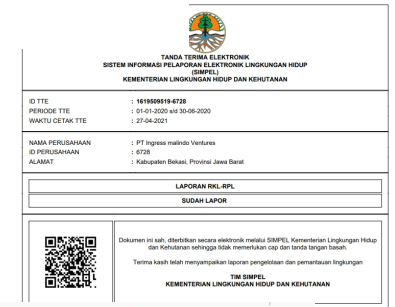 TANDA TERIMA ELEKTRONIK
SISTEM INFORMASI PELAPORAN ELEKTRONIK LINGKUNGAN HIDUP
(SIMPEL)
KEMENTERIAN LINGKUNGAN HIDUP DAN KEHUTANAN
ID TTE : 1619509519-6728
PERIODE TTE : 01-01-2020 s/d 30-06-2020
WAKTU CETAK TTE : 27-04-2021
NAMA PERUSAHAAN : PT Ingress malindo Ventures
ID PERUSAHAAN : 6728
ALAMAT : Kabupaten Bekasi, Provinsi Jawa Barat
LAPORAN RKL-RPL
SUDAH LAPOR
Dokumen ini sah, diterbitkan secara elektronik melalui SIMPEL Kementerian Lingkungan Hidup
dan Kehutanan sehingga tidak memerlukan cap dan tanda tangan basah.
Terima kasih telah menyampaikan laporan pengelolaan dan pemantauan lingkungan
TIM SIMPEL
KEMENTERIAN LINGKUNGAN HIDUP DAN KEHUTANAN